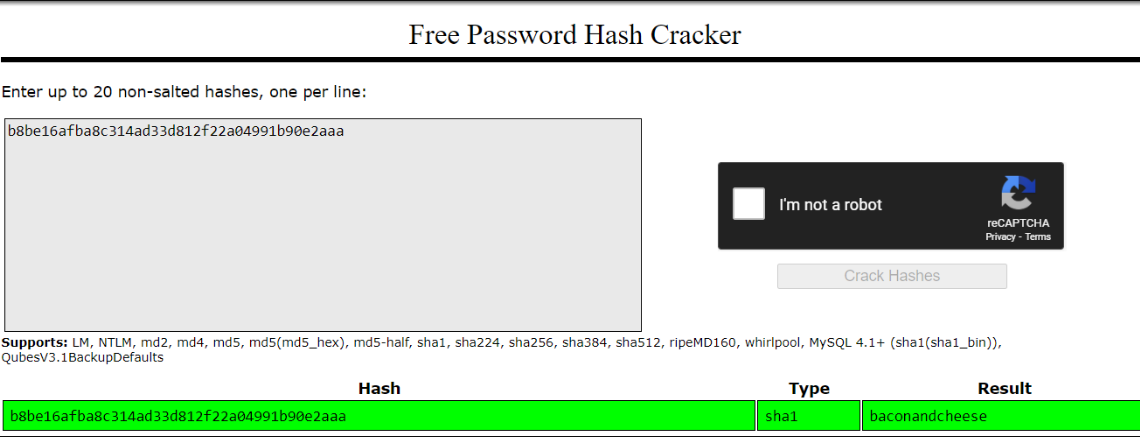 Free Password Hash Cracker
Enter up to 20 non-salted hashes, one per line:
b8be16afba8c314ad33d812f22a04991b90e2aaa
I'm not a robot
reCAPTCHA
Privacy - Terms
Crack Hashes
Supports: LM, NTLM, md2, md4, md5, md5(md5_hex), md5-half, sha1, sha224, sha256, sha384, sha512, ripeMD160, whirlpool, MySQL 4.1+ (sha1(sha1_bin)),
QubesV3.1BackupDefaults
Hash Type Result
b8be16afba8c314ad33d812f22a04991b90e2aaa sha1 baconandcheese